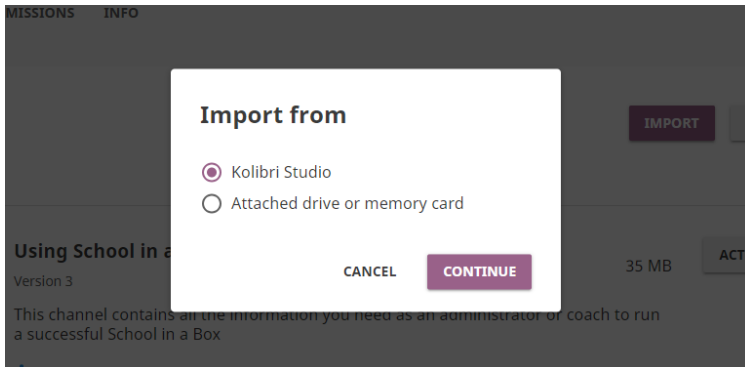 MISSIONS INFO
Import from
IMPORT
Kolibri Studio
Attached drive or memory card
Using School in a
35 MB
ACT
CANCEL CONTINUE
Version 3
This channel contains all the information you need as an administrator or coach to run
a successful School in a Box